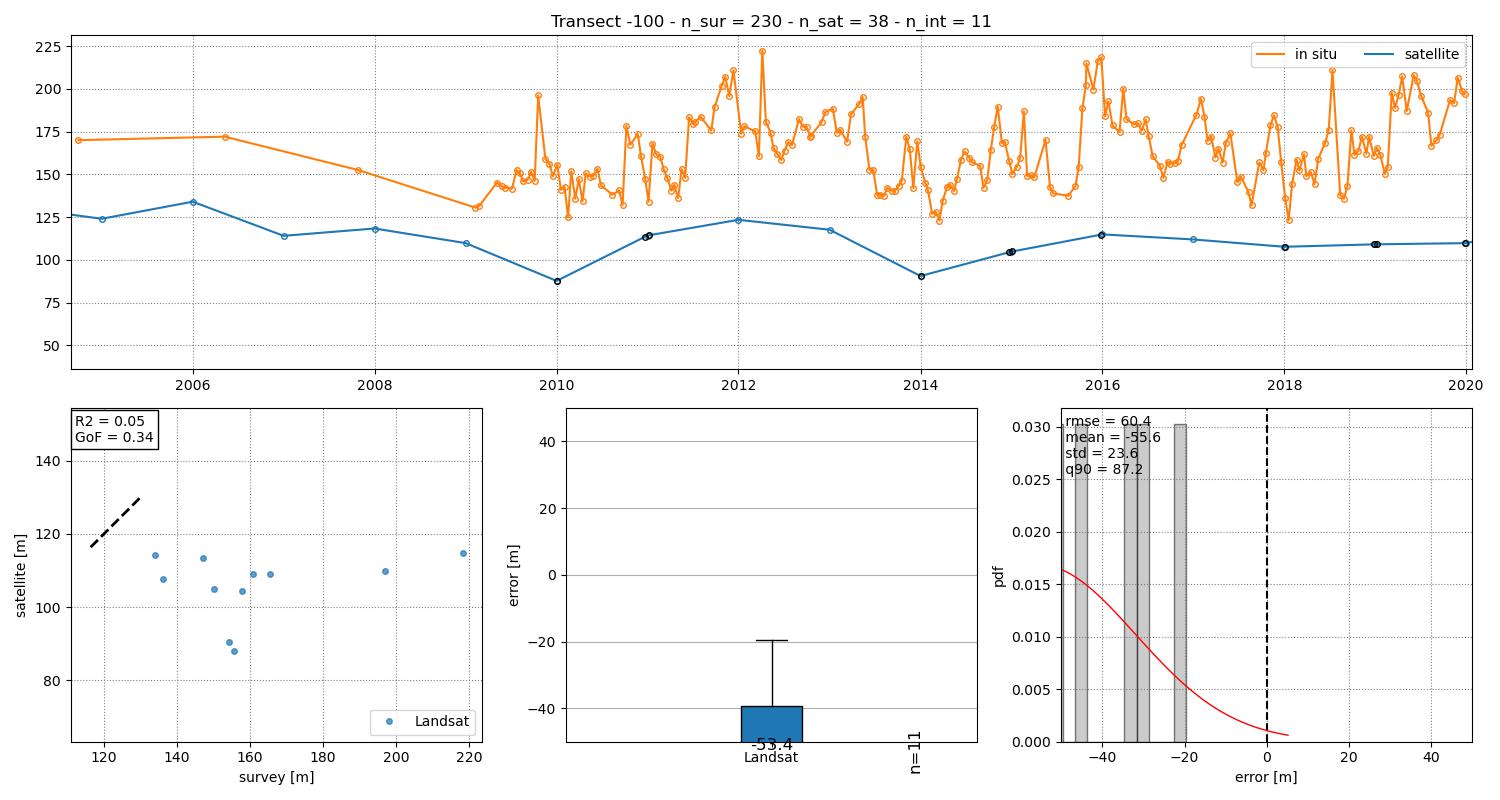 Transect -100 - n_sur = 230 - n_sat = 38 - n_int = 11
in situ
satellite
225
200
175
150
125
100
75
50
2006
2008
2010
2012
2014
2016
2018
2020
R2 = 0.05
GoF = 0.34
140
120
100
80
satellite [m]
Landsat
120
140
160
180
200
220
survey [m]
40
20
0
−20
−40
error [m]
-53.4
Landsat
n=11
rmse = 60.4
mean = -55.6
std = 23.6
q90 = 87.2
0.030
0.025
0.020
0.015
0.010
0.005
0.000
pdf
−40
−20
0
20
40
error [m]